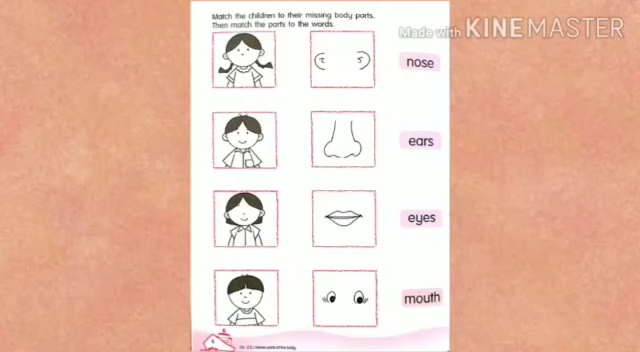 Match the children to their missing body parts.
Then match the parts to the words.
Made with KINEMASTER
nose
ears
eyes
mouth